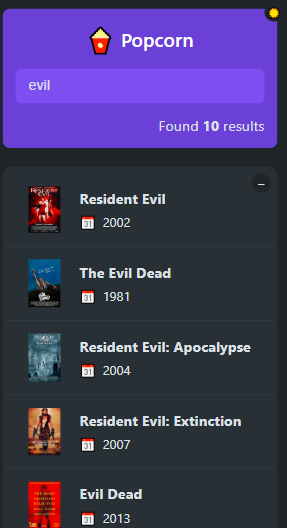 Popcorn
evil
Found 10 results
–
Resident Evil
31 2002
The Evil Dead
31 1981
Resident Evil: Apocalypse
31 2004
Resident Evil: Extinction
31 2007
Evil Dead
31 2013